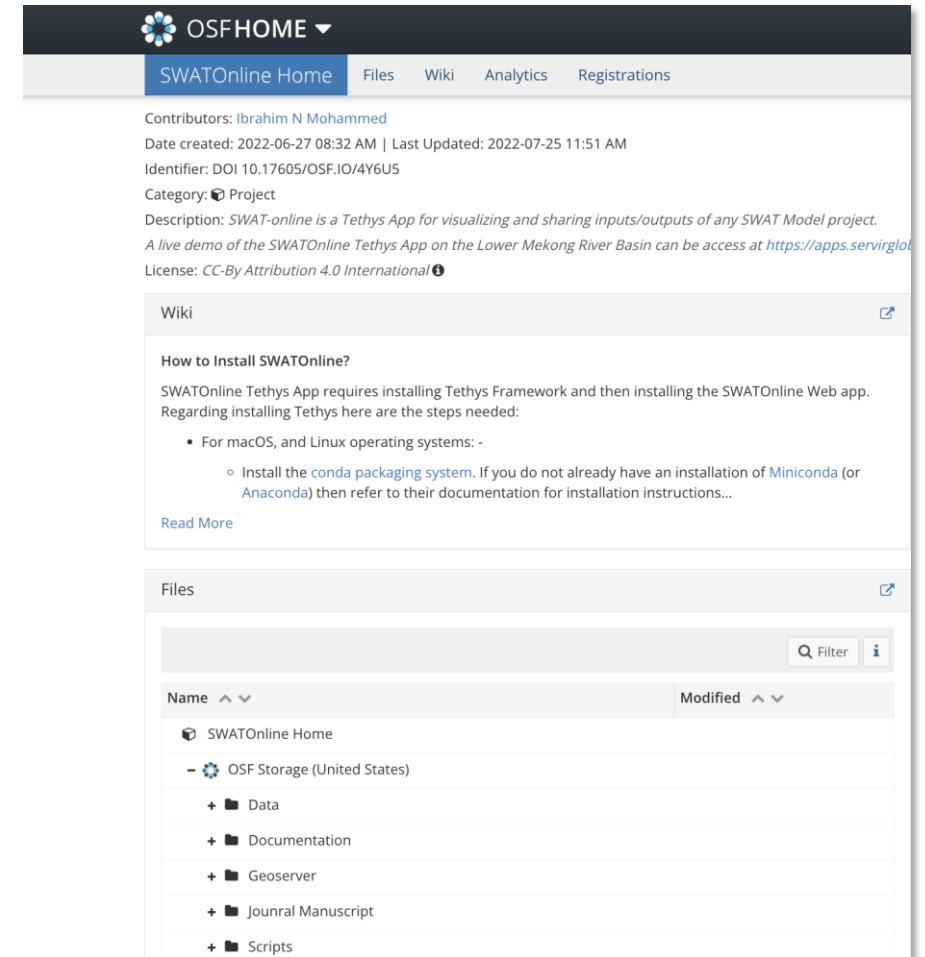 OSFHOME
SWATOnline Home Files Wiki Analytics Registrations
Contributors: Ibrahim N Mohammed
Date created: 2022-06-27 08:32 AM | Last Updated: 2022-07-25 11:51 AM
Identifier: DOI 10.17605/OSF.IO/4Y6U5
Category: Project
Description: SWAT-online is a Tethys App for visualizing and sharing inputs/outputs of any SWAT Model project.
A live demo of the SWATOnline Tethys App on the Lower Mekong River Basin can be access at https://apps.servirglob
License: CC-By Attribution 4.0 International
Wiki
How to Install SWATOnline?
SWATOnline Tethys App requires installing Tethys Framework and then installing the SWATOnline Web app.
Regarding installing Tethys here are the steps needed:
• For macOS, and Linux operating systems: -
◦ Install the conda packaging system. If you do not already have an installation of Miniconda (or
Anaconda) then refer to their documentation for installation instructions...
Read More
Files
Filter i
Name Modified
SWATOnline Home
– OSF Storage (United States)
+ Data
+ Documentation
+ Geoserver
+ Jounral Manuscript
+ Scripts